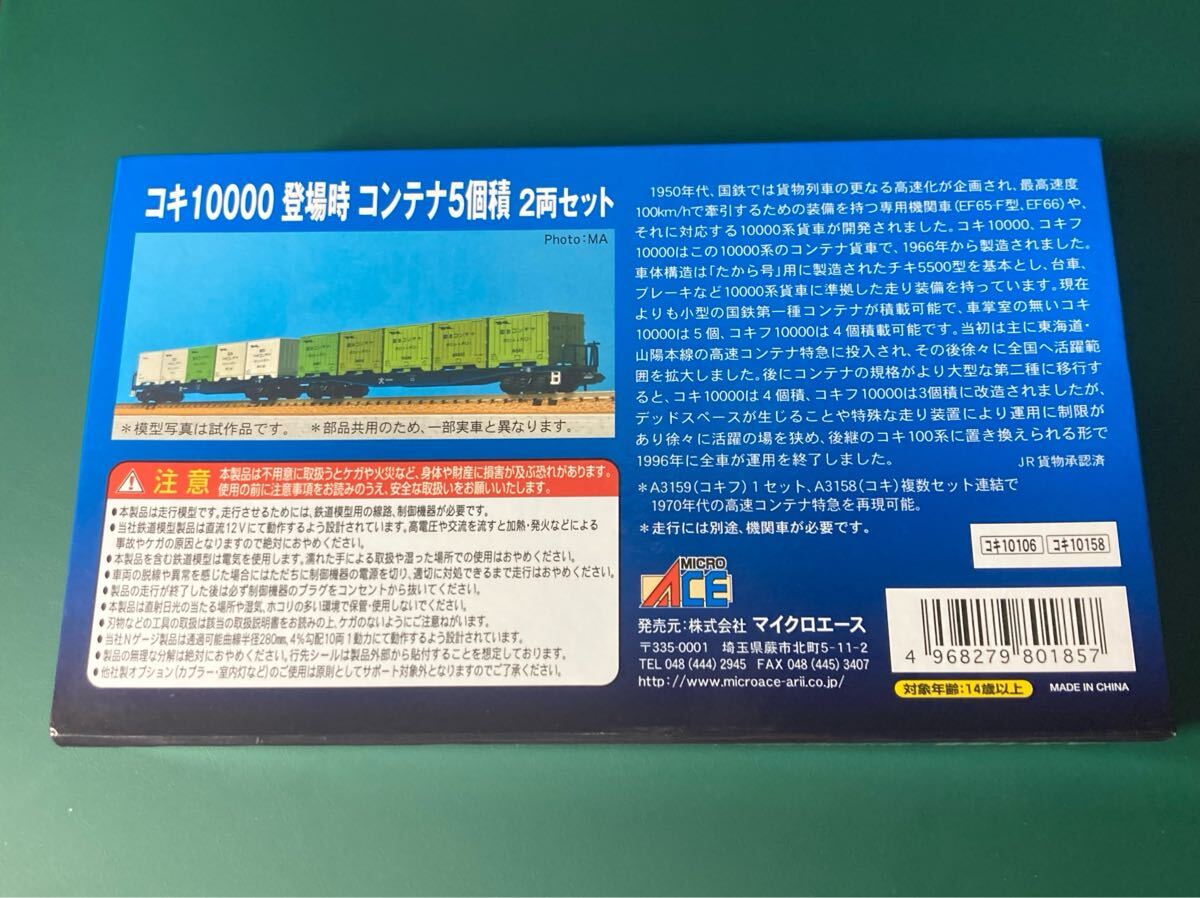 コキ10000 登場時 コンテナ5個積 2両セット
Photo:MA
＊模型写真は試作品です。 ＊部品共用のため、一部実車と異なります。
注意 本製品は不用意に取扱うとケガや火災など、身体や財産に損害が及ぶ恐れがあります。
使用の前に注意事項をお読みのうえ、安全な取扱いをお願いいたします。
●本製品は走行模型です。走行させるためには、鉄道模型用の線路、制御機器が必要です。
●当社鉄道模型製品は直流12Vにて動作するよう設計されています。高電圧や交流を流すと加熱・発火などによる
事故やケガの原因となりますので絶対におやめください。
●本製品を含む鉄道模型は電気を使用します。濡れた手による取扱や湿った場所での使用はおやめください。
●車両の脱線や異常を感じた場合にはただちに制御機器の電源を切り、適切に対処できるまで走行はおやめください。
●製品の走行が終了した後は必ず制御機器のプラグをコンセントから抜いてください。
●本製品は直射日光の当たる場所や湿気、ホコリの多い環境で保管・使用しないでください。
●刃物などの工具の取扱は該当の取扱説明書をお読みの上、ケガのないようにご注意ねがいます。
●当社Nゲージ製品は通過可能曲線半径280mm、4%勾配10両1動力にて動作するよう設計されています。
●製品の無理な分解は絶対におやめください。行先シールは製品外部から貼付することを想定しております。
●他社製オプション(カプラー・室内灯など)のご使用は原則としてサポート対象外となりますのでご了承ください。
1950年代、国鉄では貨物列車の更なる高速化が企画され、最高速度
100km/hで牽引するための装備を持つ専用機関車(EF65-F型、EF66)や、
それに対応する10000系貨車が開発されました。コキ10000、コキフ
10000はこの10000系のコンテナ貨車で、1966年から製造されました。
車体構造は「たから号」用に製造されたチキ5500型を基本とし、台車、
ブレーキなど10000系貨車に準拠した走り装備を持っています。現在
よりも小型の国鉄第一種コンテナが積載可能で、車掌室の無いコキ
10000は5個、コキフ10000は4個積載可能です。当初は主に東海道・
山陽本線の高速コンテナ特急に投入され、その後徐々に全国へ活躍範
囲を拡大しました。後にコンテナの規格がより大型な第二種に移行す
ると、コキ10000は4個積、コキフ10000は3個積に改造されましたが、
デッドスペースが生じることや特殊な走り装置により運用に制限が
あり徐々に活躍の場を狭め、後継のコキ100系に置き換えられる形で
1996年に全車が運用を終了しました。 JR貨物承認済
＊A3159(コキフ)1セット、A3158(コキ)複数セット連結で
1970年代の高速コンテナ特急を再現可能。
＊走行には別途、機関車が必要です。
コキ10106 コキ10158
MICRO ACE
発売元:株式会社 マイクロエース
〒335-0001 埼玉県蕨市北町5-11-2
TEL 048 (444) 2945 FAX 048 (445) 3407
http://www.microace-arii.co.jp/
4 968279 801857
対象年齢:14歳以上 MADE IN CHINA